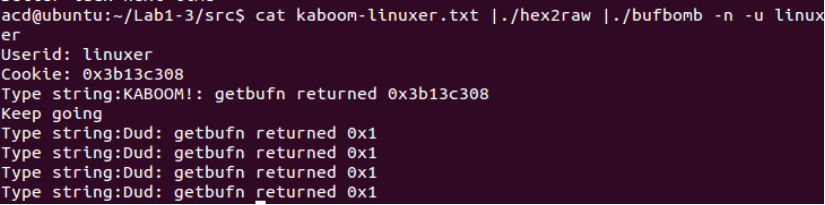 acd@ubuntu:~/Lab1-3/src$ cat kaboom-linuxer.txt |./hex2raw |./bufbomb -n -u linux
er
Userid: linuxer
Cookie: 0x3b13c308
Type string:KABOOM!: getbufn returned 0x3b13c308
Keep going
Type string:Dud: getbufn returned 0x1
Type string:Dud: getbufn returned 0x1
Type string:Dud: getbufn returned 0x1
Type string:Dud: getbufn returned 0x1